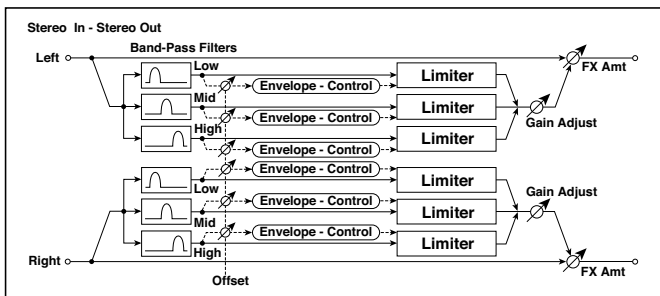 Stereo In - Stereo Out
Band-Pass Filters
Left
Low
Envelope - Control
Limiter
FX Amt
Mid
Envelope - Control
Limiter
Gain Adjust
High
Envelope - Control
Limiter
Envelope - Control
Limiter
Low
Gain Adjust
Envelope - Control
Limiter
Mid
Envelope - Control
Limiter
High
Right
FX Amt
Offset